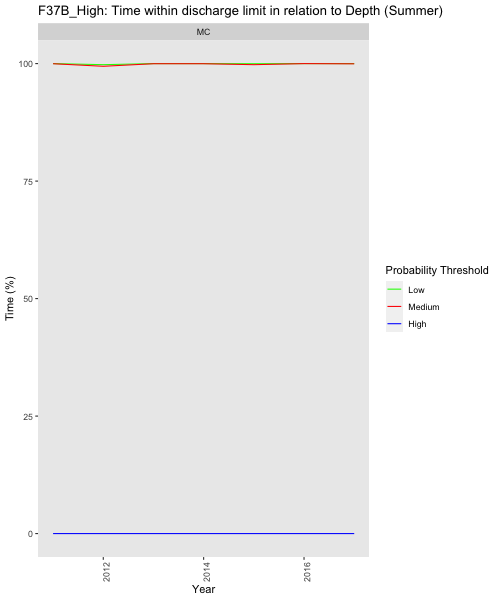 F37B_High: Time within discharge limit in relation to Depth (Summer)
MC
100
75
50
25
0
Time (%)
2012
2014
2016
Year
Probability Threshold
Low
Medium
High